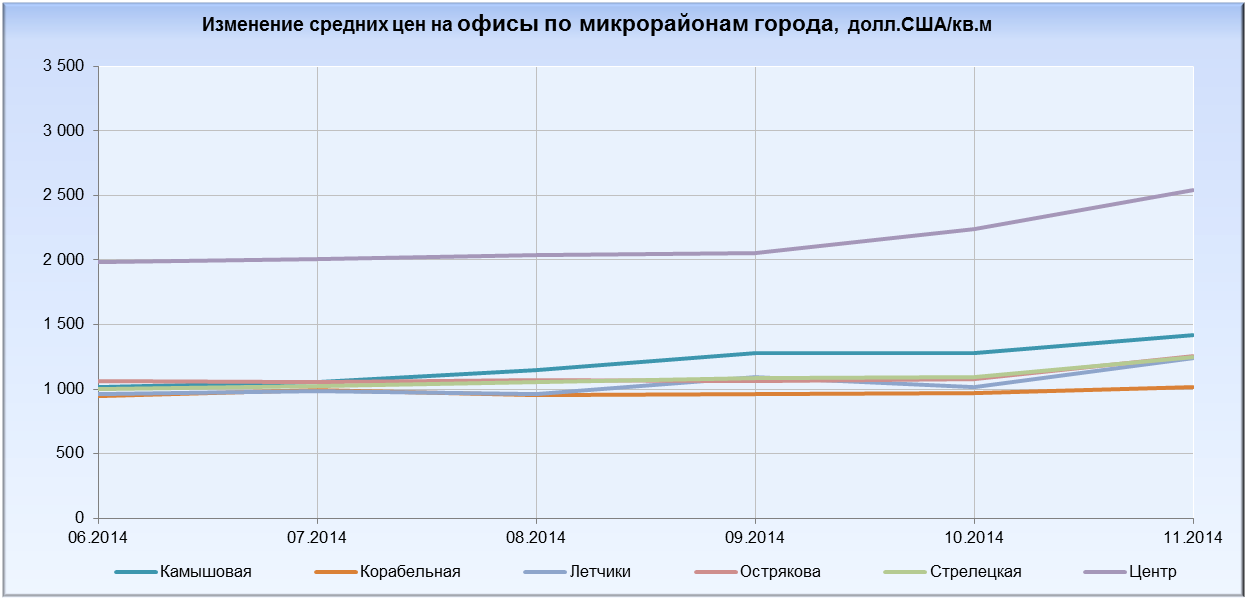 Изменение средних цен на офисы по микрорайонам города, долл.США/кв.м
3 500
3 000
2 500
2 000
1 500
1 000
500
0
06.2014 07.2014 08.2014 09.2014 10.2014 11.2014
Камышовая Корабельная Летчики Острякова Стрелецкая Центр